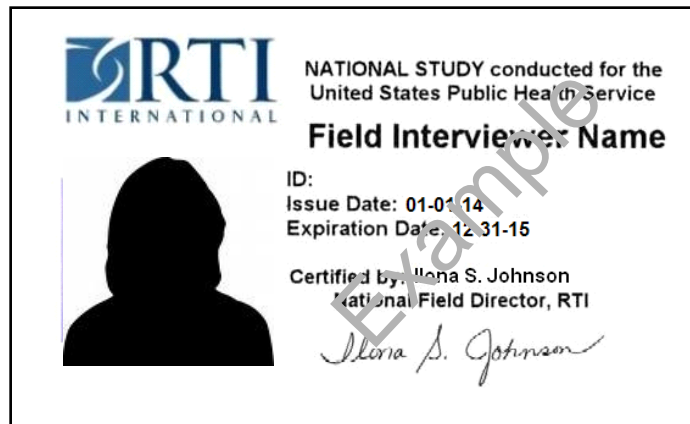 RTI
INTERNATIONAL
NATIONAL STUDY conducted for the
United States Public Health Service
Field Interviewer Name
ID:
Issue Date: 01-01-14
Expiration Date: 12-31-15
Certified by: Ilona S. Johnson
National Field Director, RTI
Ilona S. Johnson
Example